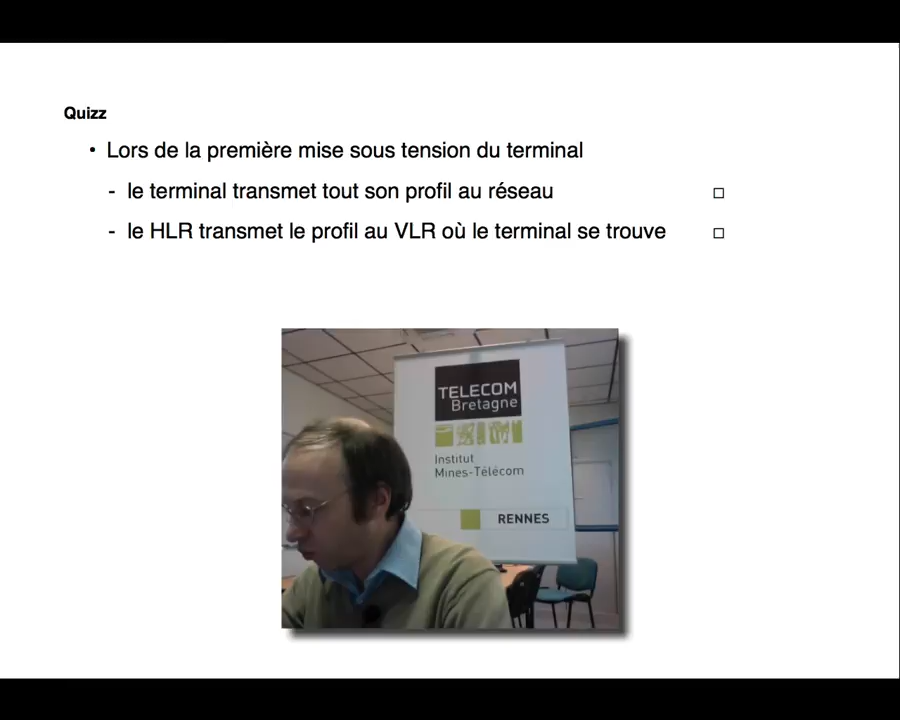 Quizz
• Lors de la première mise sous tension du terminal
- le terminal transmet tout son profil au réseau □
- le HLR transmet le profil au VLR où le terminal se trouve □
TELECOM
Bretagne
Institut
Mines-Télécom
RENNES